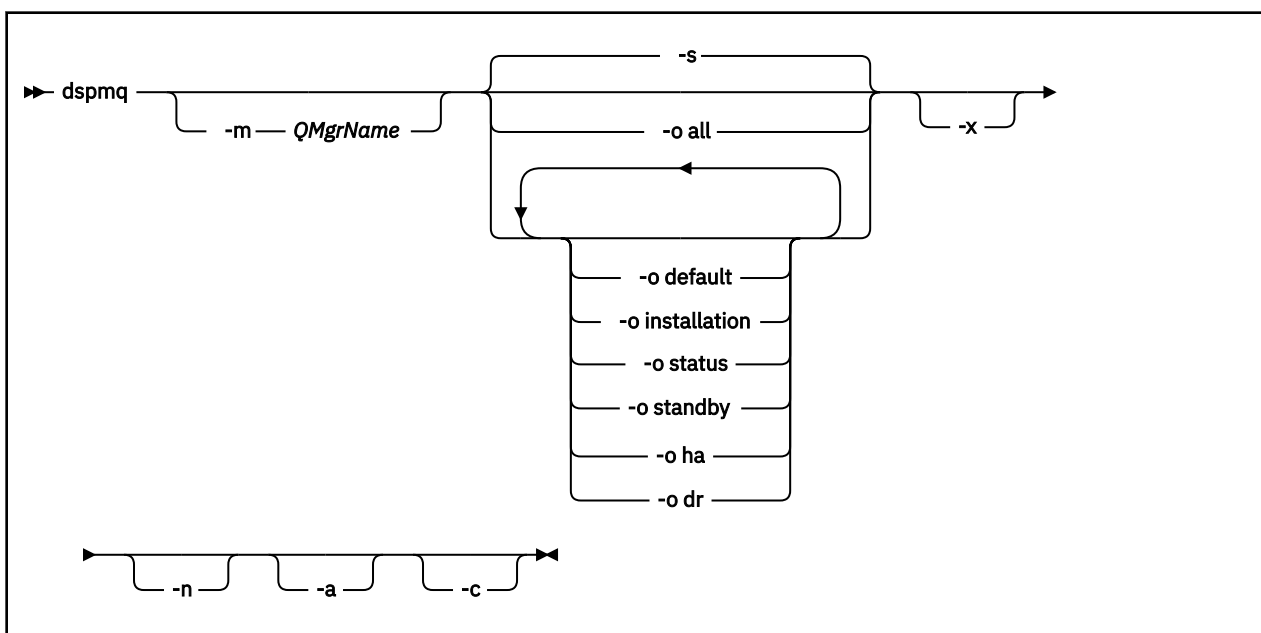 -s
dspmq
-m QMgrName
-o all
-x
-o default
-o installation
-o status
-o standby
-o ha
-o dr
-n -a -c